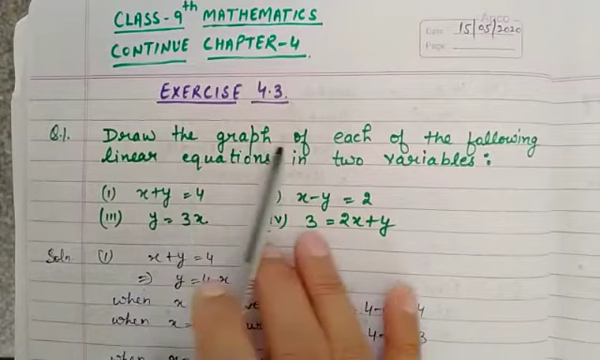 CLASS-9th MATHEMATICS
CONTINUE CHAPTER-4
Date 15/05/2020
Page
EXERCISE 4.3
Q.1. Draw the graph of each of the following
linear equations in two variables:
(i) x+y=4 ) x-y=2
(iii) y=3x iv) 3=2x+y
Soln (i) x+y=4
=> y=4-x
when x
when x=
when